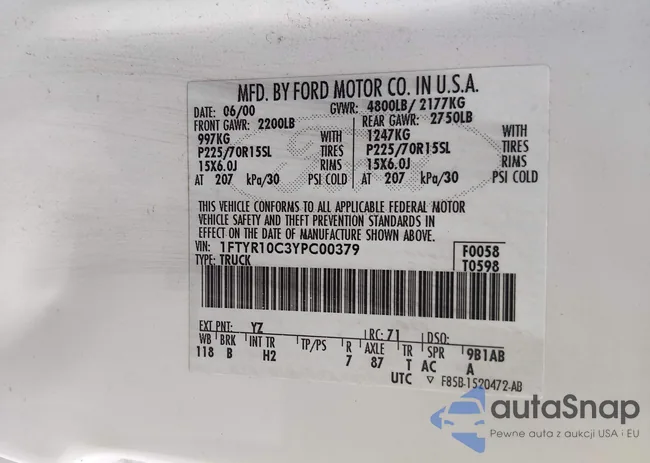 MFD. BY FORD MOTOR CO. IN U.S.A.
DATE: 06/00 GVWR: 4800LB/ 2177KG
FRONT GAWR: 2200LB REAR GAWR: 2750LB
997KG WITH 1247KG WITH
P225/70R15SL TIRES P225/70R15SL TIRES
15X6.0J RIMS 15X6.0J RIMS
AT 207 kPa/30 PSI COLD AT 207 kPa/30 PSI COLD
THIS VEHICLE CONFORMS TO ALL APPLICABLE FEDERAL MOTOR
VEHICLE SAFETY AND THEFT PREVENTION STANDARDS IN
EFFECT ON THE DATE OF MANUFACTURE SHOWN ABOVE.
VIN: 1FTYR10C3YPC00379 F0058
TYPE: TRUCK T0598
EXT PNT: YZ RC: 71 DSO:
WB BRK INT TR TP/PS R AXLE TR SPR 9B1AB
118 B H2 7 87 T AC A
UTC ▽ F85B-1520472-AB
autaSnap
Pewne auta z aukcji USA i EU